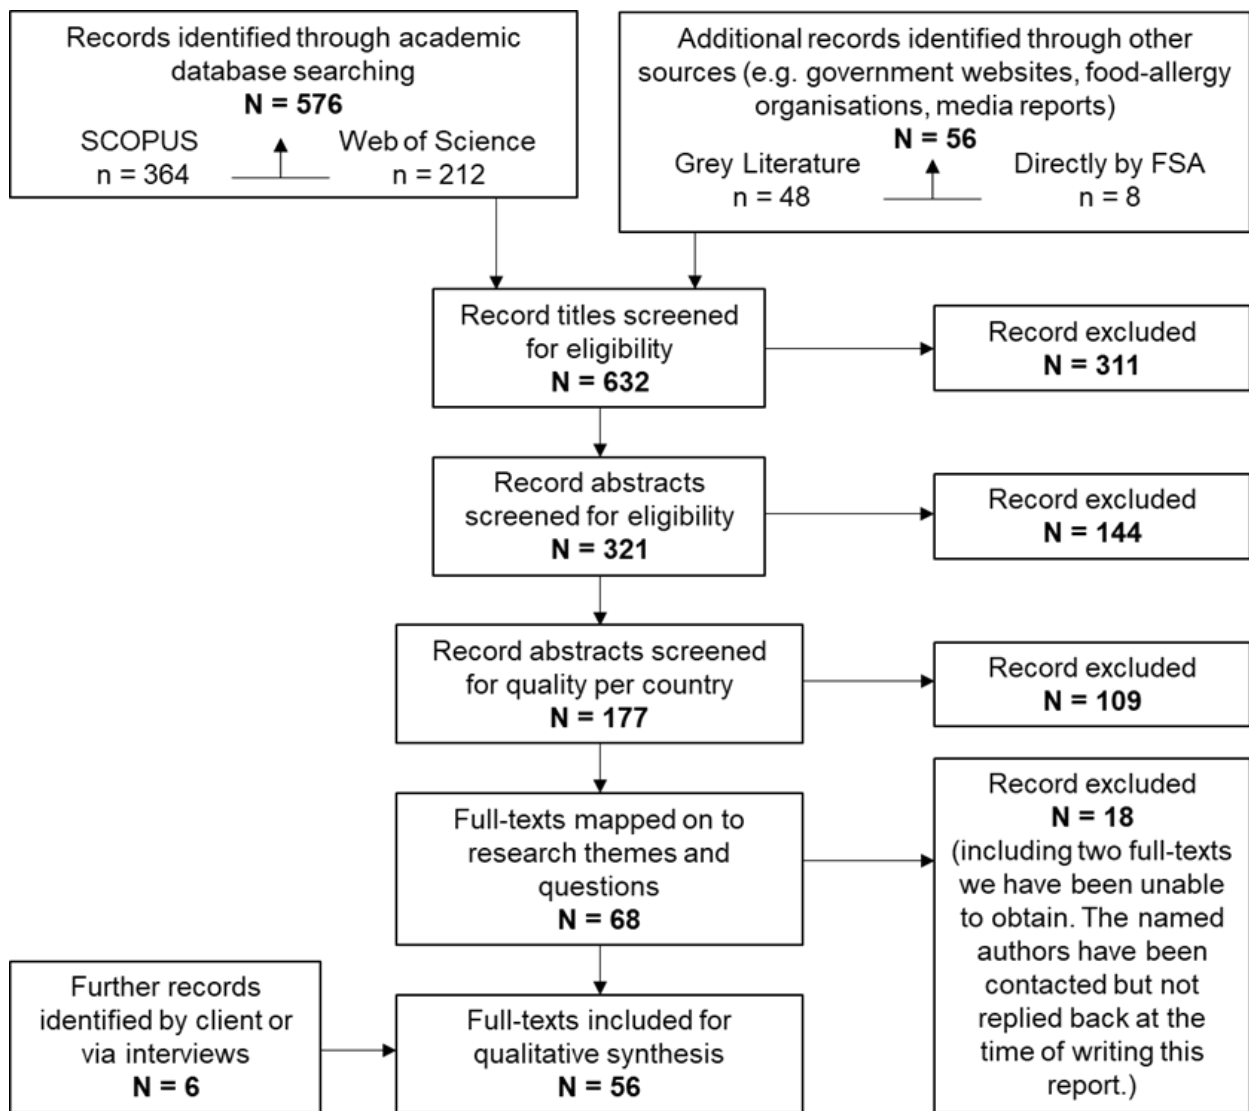 Records identified through academic
database searching
N = 576
SCOPUS
n = 364
Web of Science
n = 212
Additional records identified through other
sources (e.g. government websites, food-allergy
organisations, media reports)
N = 56
Grey Literature
n = 48
Directly by FSA
n = 8
Record titles screened
for eligibility
N = 632
Record excluded
N = 311
Record abstracts
screened for eligibility
N = 321
Record excluded
N = 144
Record abstracts screened
for quality per country
N = 177
Record excluded
N = 109
Full-texts mapped on to
research themes and
questions
N = 68
Record excluded
N = 18
(including two full-texts
we have been unable
to obtain. The named
authors have been
contacted but not
replied back at the
time of writing this
report.)
Further records
identified by client or
via interviews
N = 6
Full-texts included for
qualitative synthesis
N = 56